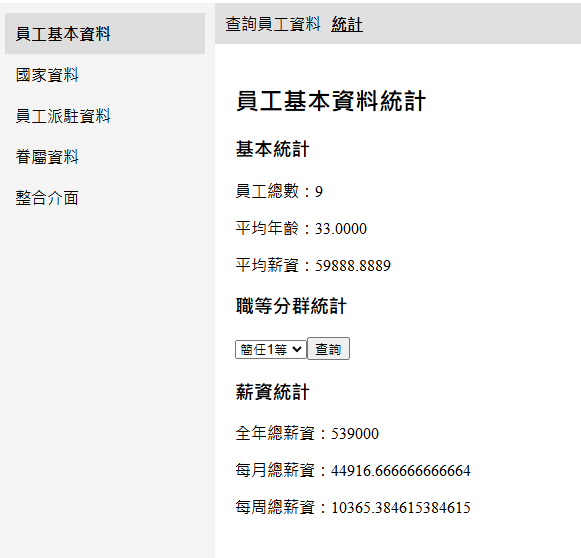 員工基本資料
國家資料
員工派駐資料
眷屬資料
整合介面
查詢員工資料 統計
員工基本資料統計
基本統計
員工總數：9
平均年齡：33.0000
平均薪資：59888.8889
職等分群統計
簡任1等 查詢
薪資統計
全年總薪資：539000
每月總薪資：44916.666666666664
每周總薪資：10365.384615384615